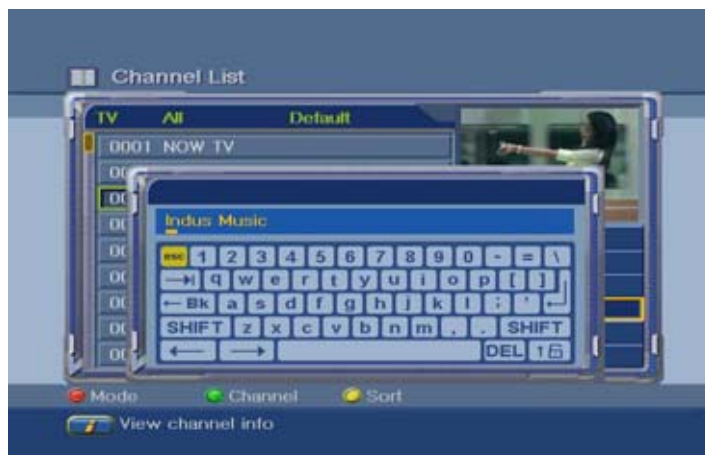 Channel List
TV All Default
0001 NOW TV
Indus Music
esc 1 2 3 4 5 6 7 8 9 0 - = \
q w e r t y u i o p [ ]
← Bk a s d f g h j k l ; '
SHIFT z x c v b n m , . SHIFT
← → DEL
Mode Channel Sort
i View channel info